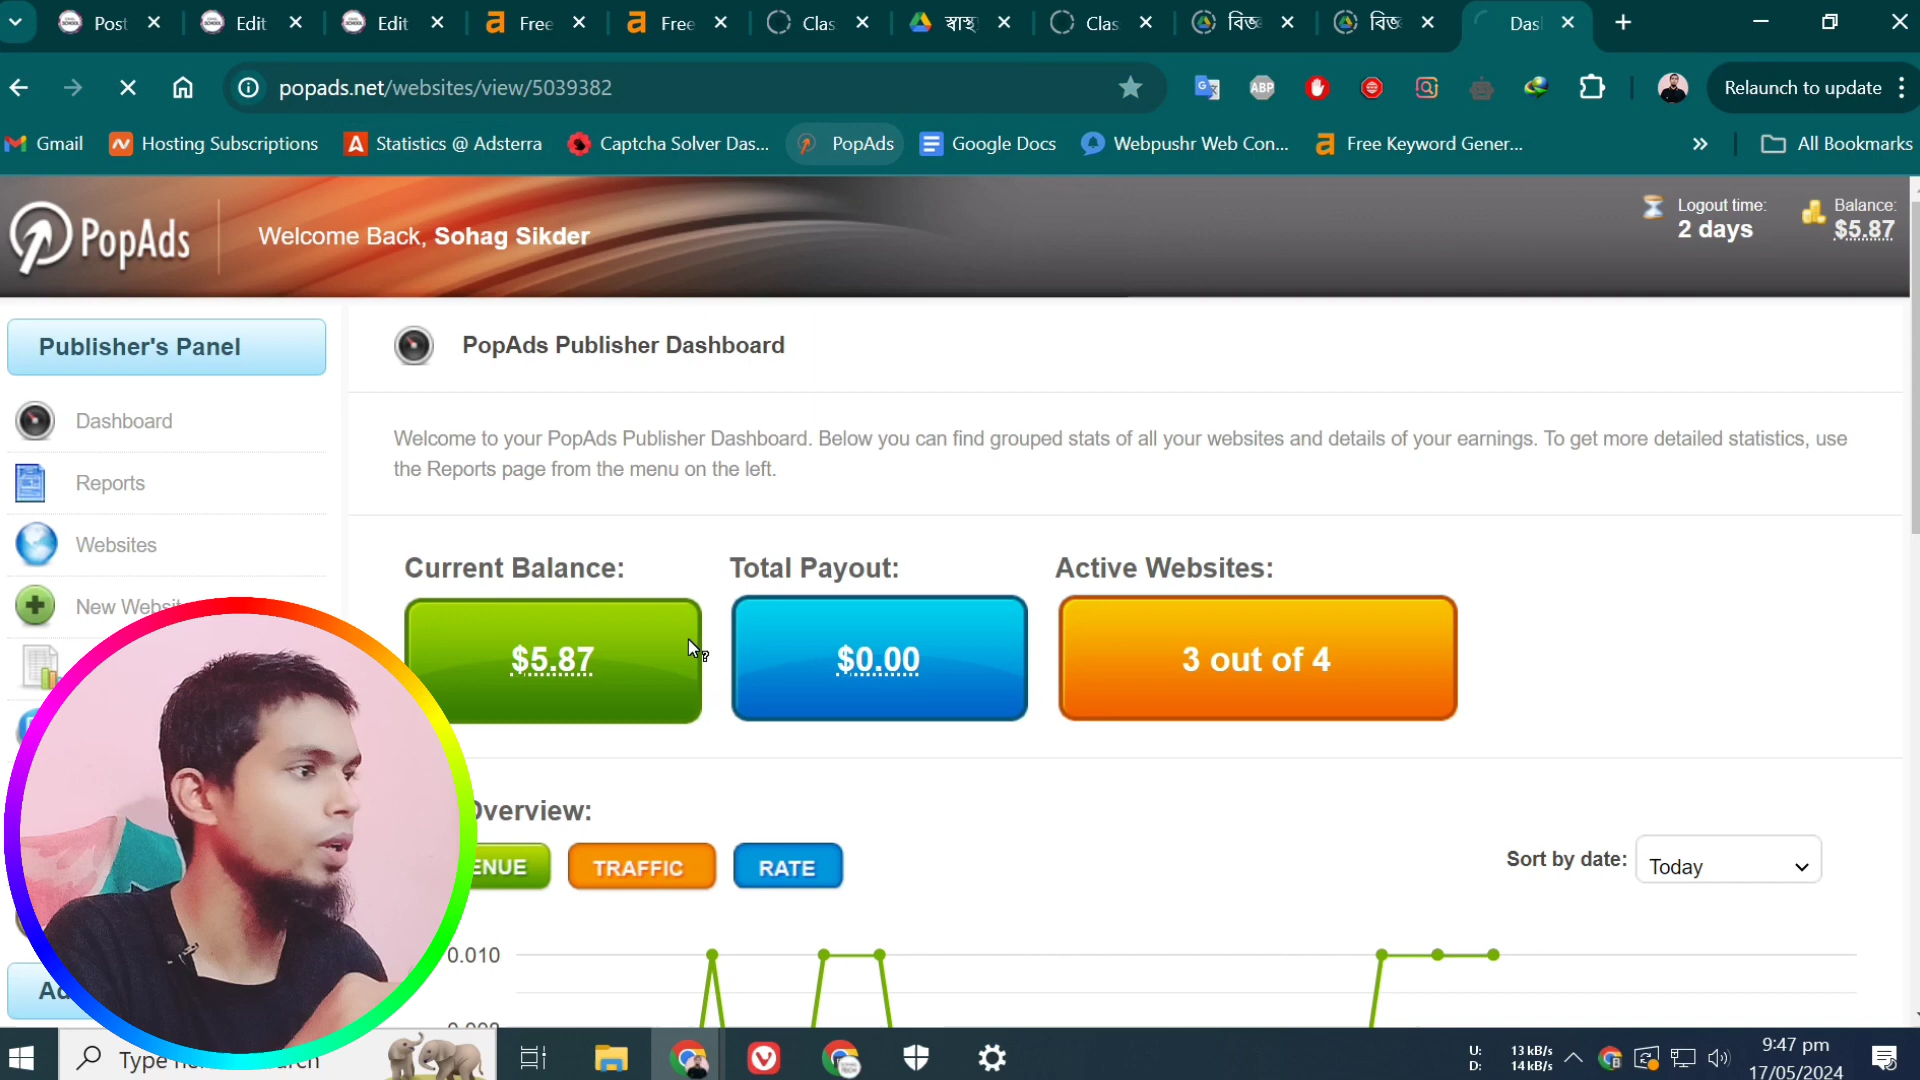 Post
Edit
Edit
Free
Free
Clas
স্বাস্থ
Clas
বিজ
বিজ
Das
popads.net/websites/view/5039382
ABP
Relaunch to update
Gmail
Hosting Subscriptions
Statistics @ Adsterra
Captcha Solver Das...
PopAds
Google Docs
Webpushr Web Con...
Free Keyword Gener...
All Bookmarks
PopAds
Welcome Back, Sohag Sikder
Logout time:
2 days
Balance:
$5.87
Publisher's Panel
Dashboard
Reports
Websites
New Websit
PopAds Publisher Dashboard
Welcome to your PopAds Publisher Dashboard. Below you can find grouped stats of all your websites and details of your earnings. To get more detailed statistics, use
the Reports page from the menu on the left.
Current Balance:
Total Payout:
Active Websites:
$5.87
$0.00
3 out of 4
Overview:
ENUE
TRAFFIC
RATE
Sort by date:
Today
0.010
Ad
Type
U:
D:
13 kB/s
14 kB/s
9:47 pm
17/05/2024